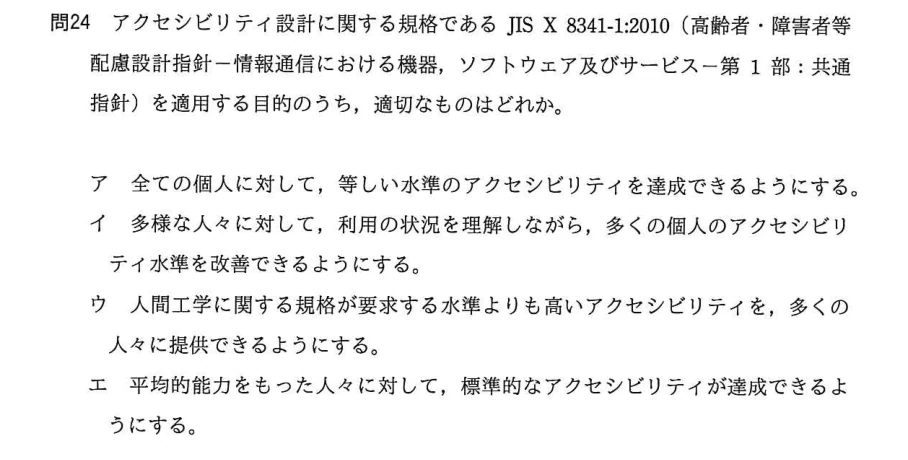 問24 アクセシビリティ設計に関する規格である JIS X 8341-1:2010（高齢者・障害者等
配慮設計指針－情報通信における機器，ソフトウェア及びサービス－第 1 部：共通
指針）を適用する目的のうち，適切なものはどれか。
ア 全ての個人に対して，等しい水準のアクセシビリティを達成できるようにする。
イ 多様な人々に対して，利用の状況を理解しながら，多くの個人のアクセシビリ
ティ水準を改善できるようにする。
ウ 人間工学に関する規格が要求する水準よりも高いアクセシビリティを，多くの
人々に提供できるようにする。
エ 平均的能力をもった人々に対して，標準的なアクセシビリティが達成できるよ
うにする。